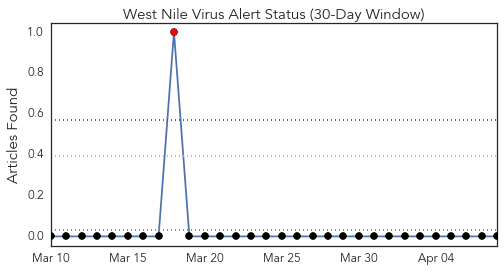 West Nile Virus Alert Status (30-Day Window)
Articles Found
1.0
0.8
0.6
0.4
0.2
0.0
Mar 10 Mar 15 Mar 20 Mar 25 Mar 30 Apr 04